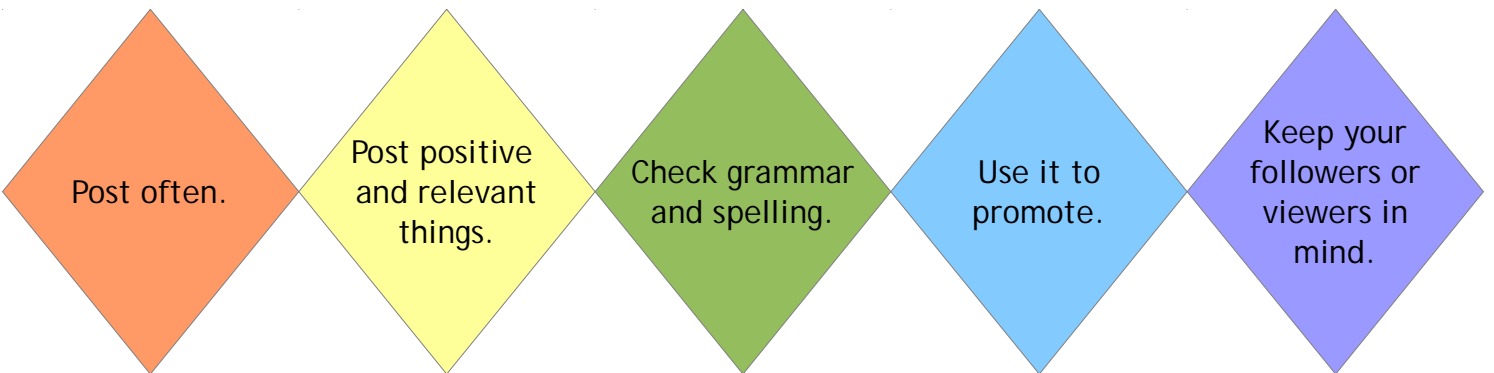 Post often.
Post positive
and relevant
things.
Check grammar
and spelling.
Use it to
promote.
Keep your
followers or
viewers in
mind.